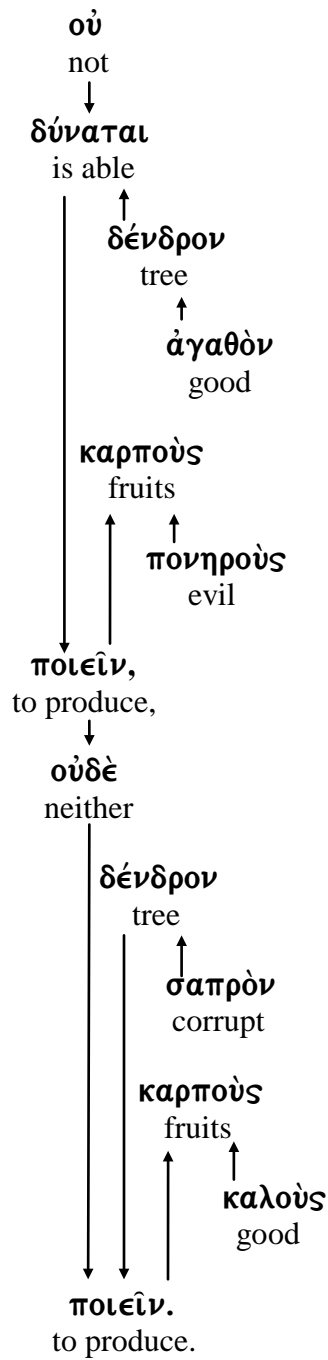 οὐ
not
δύναται
is able
δένδρον
tree
ἀγαθὸν
good
καρποὺς
fruits
πονηροὺς
evil
ποιεῖν,
to produce,
οὐδὲ
neither
δένδρον
tree
σαπρὸν
corrupt
καρποὺς
fruits
καλοὺς
good
ποιεῖν.
to produce.